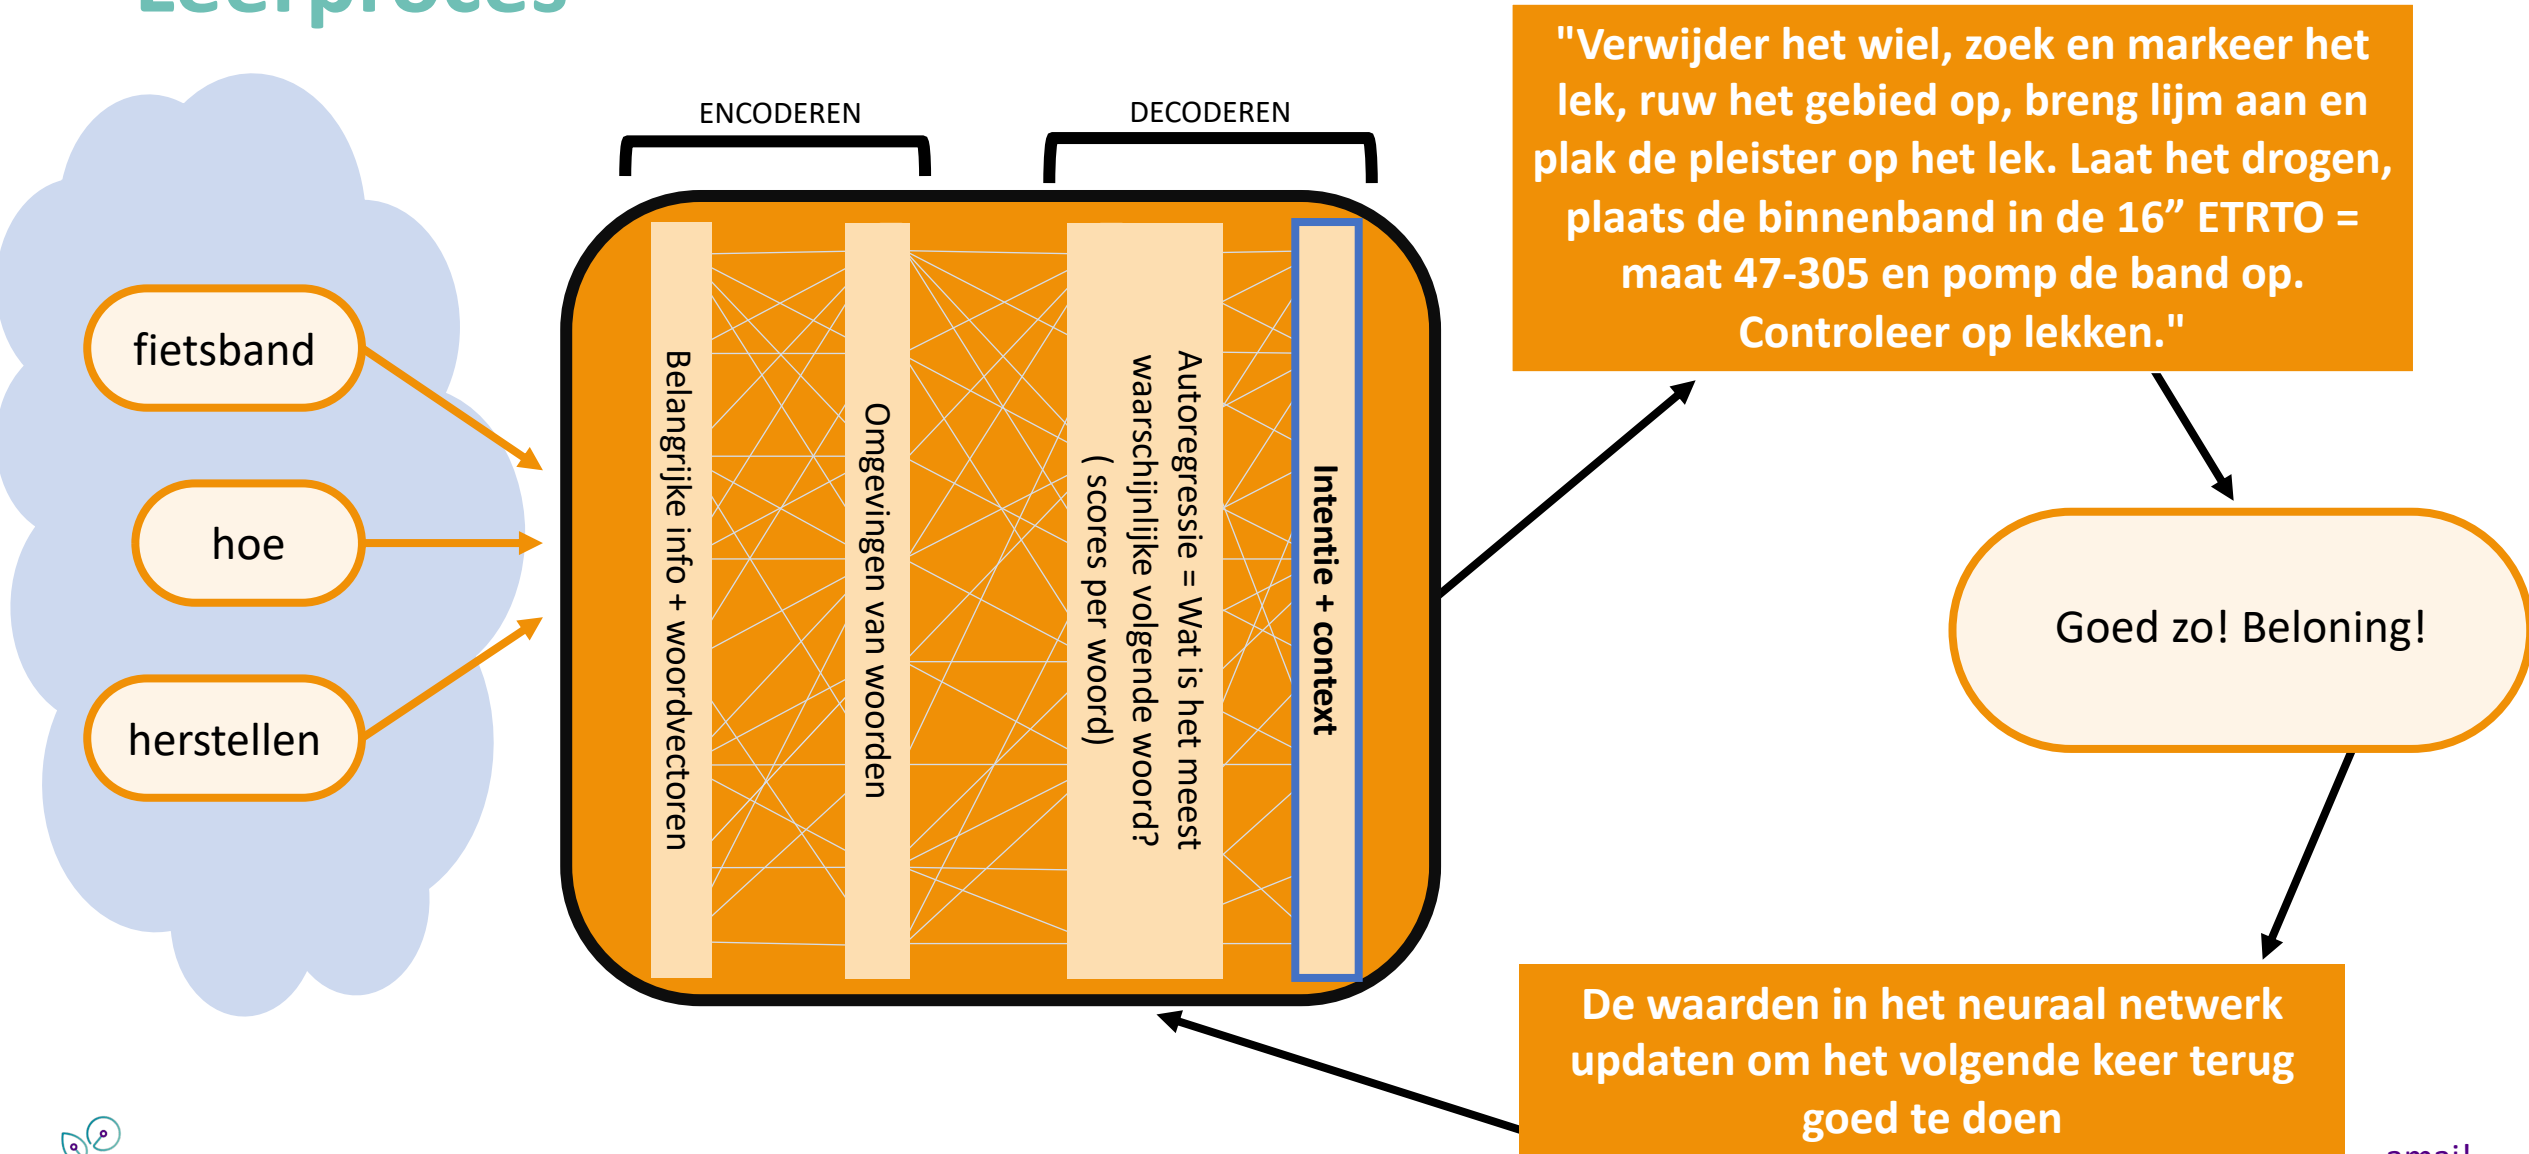 Leerproces
ENCODEREN
DECODEREN
fietsband
hoe
herstellen
Belangrijke info + woordvectoren
Omgevingen van woorden
Autoregressie = Wat is het meest
waarschijnlijke volgende woord?
( scores per woord)
Intentie + context
"Verwijder het wiel, zoek en markeer het
lek, ruw het gebied op, breng lijm aan en
plak de pleister op het lek. Laat het drogen,
plaats de binnenband in de 16” ETRTO =
maat 47-305 en pomp de band op.
Controleer op lekken."
Goed zo! Beloning!
De waarden in het neuraal netwerk
updaten om het volgende keer terug
goed te doen